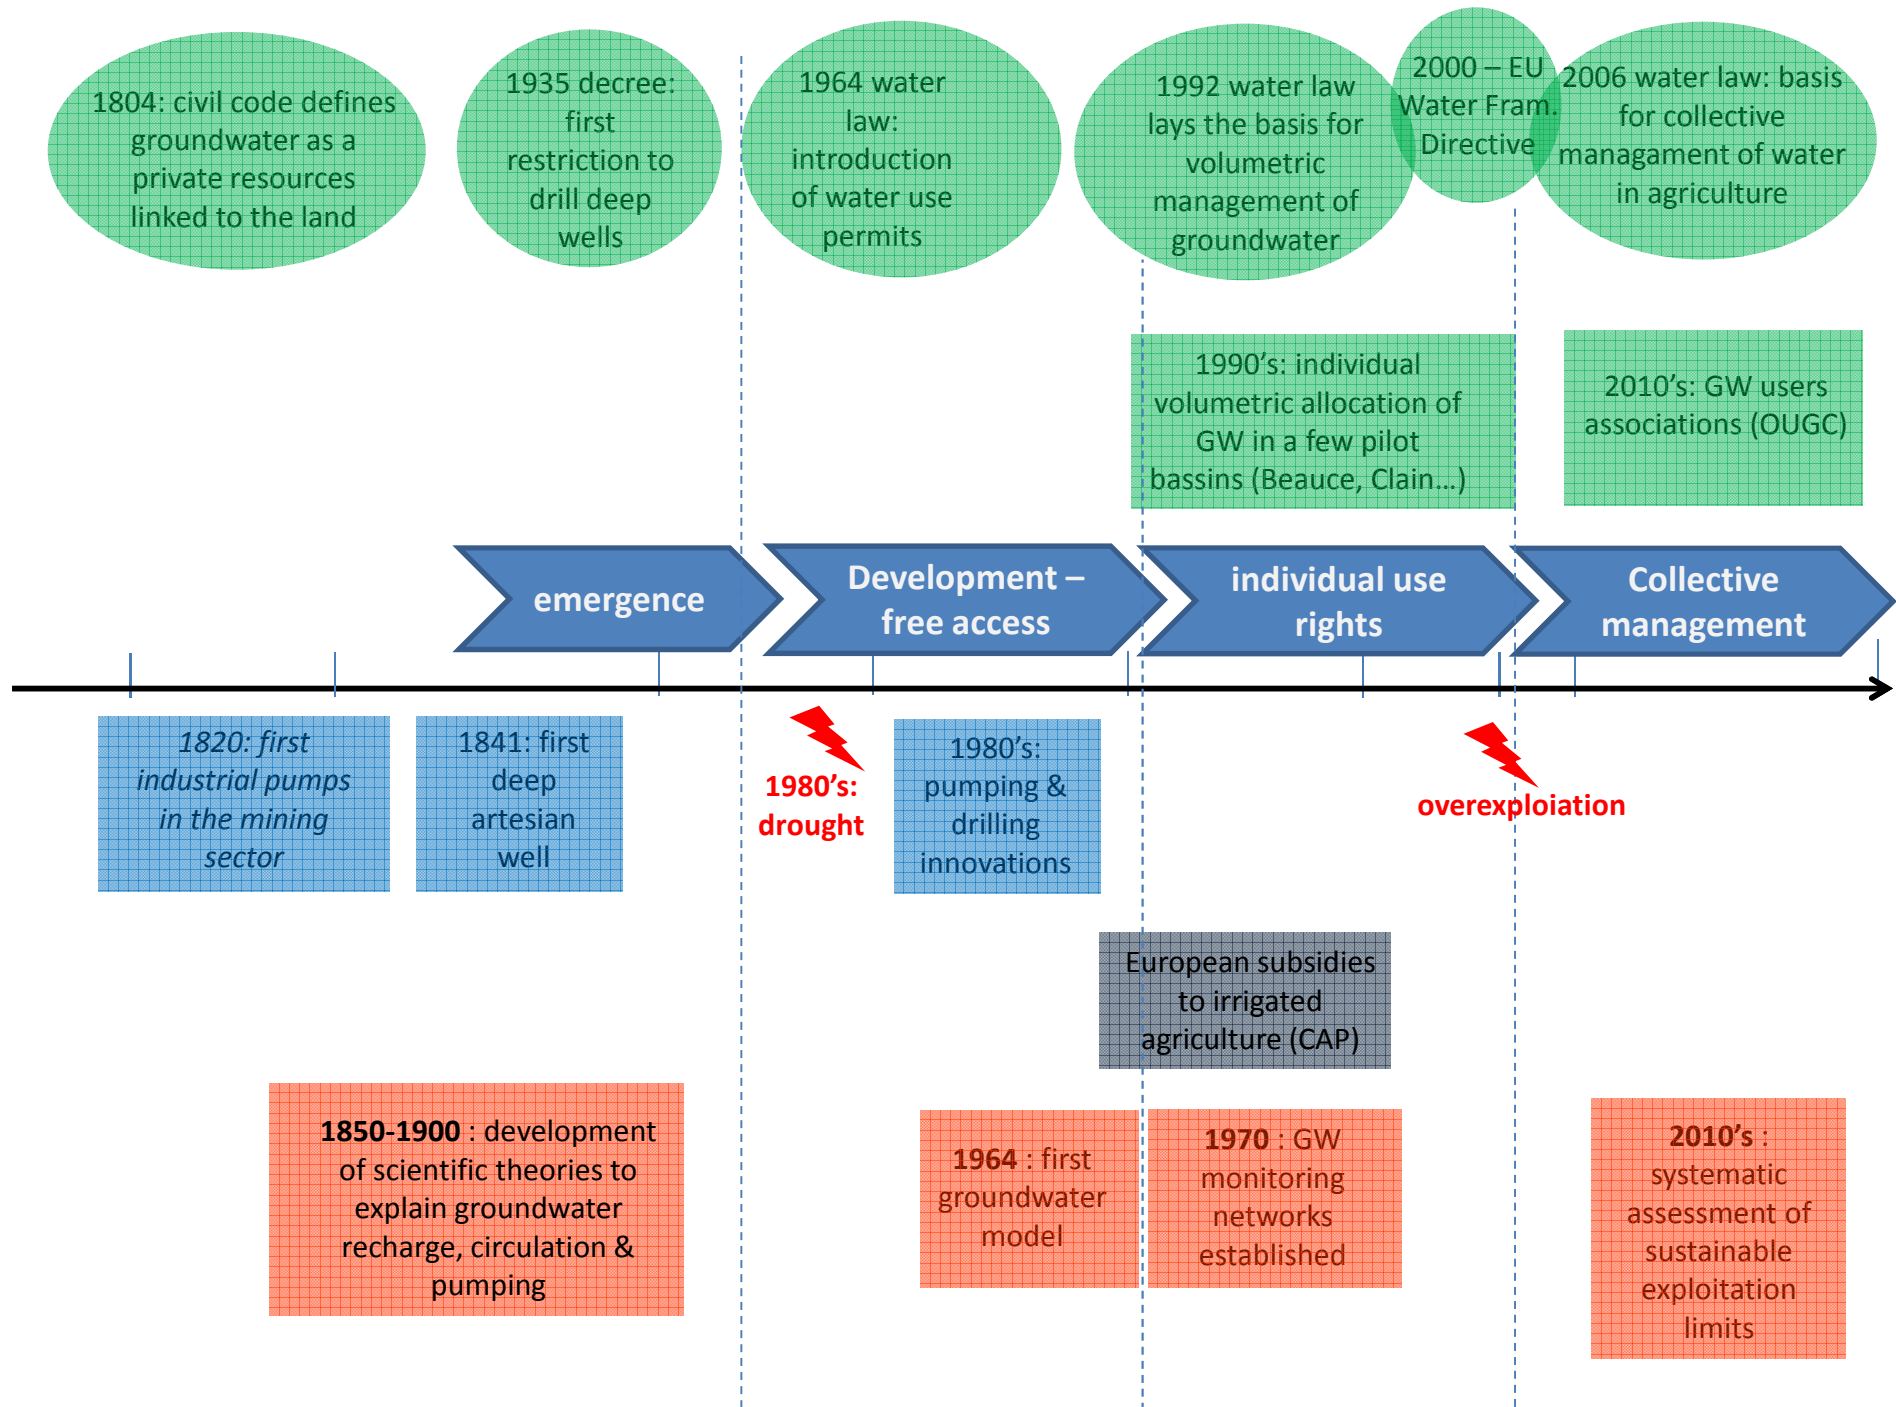 1804: civil code defines
groundwater as a
private resources
linked to the land
1935 decree:
first
restriction to
drill deep
wells
1964 water
law:
introduction
of water use
permits
1992 water law
lays the basis for
volumetric
management of
groundwater
2000 – EU
Water Fram.
Directive
2006 water law: basis
for collective
managament of water
in agriculture
1990’s: individual
volumetric allocation of
GW in a few pilot
bassins (Beauce, Clain…)
2010’s: GW users
associations (OUGC)
emergence
Development –
free access
individual use
rights
Collective
management
1820: first
industrial pumps
in the mining
sector
1841: first
deep
artesian
well
1980’s:
drought
1980’s:
pumping &
drilling
innovations
overexploiation
European subsidies
to irrigated
agriculture (CAP)
1850-1900 : development
of scientific theories to
explain groundwater
recharge, circulation &
pumping
1964 : first
groundwater
model
1970 : GW
monitoring
networks
established
2010’s :
systematic
assessment of
sustainable
exploitation
limits